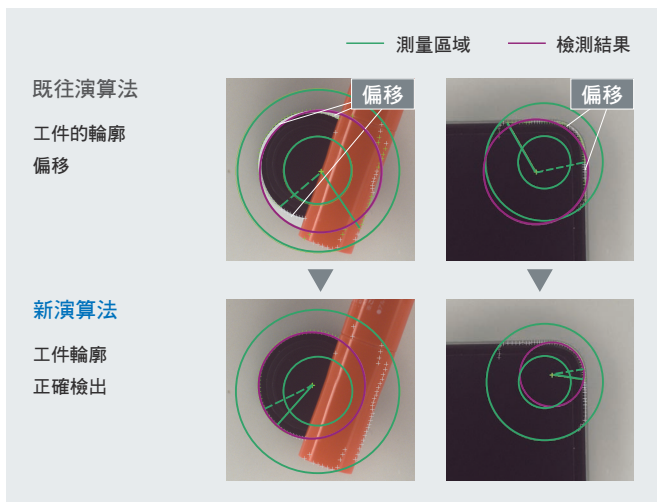 測量區域
檢測結果
既往演算法
工件的輪廓
偏移
偏移
偏移
新演算法
工件輪廓
正確檢出